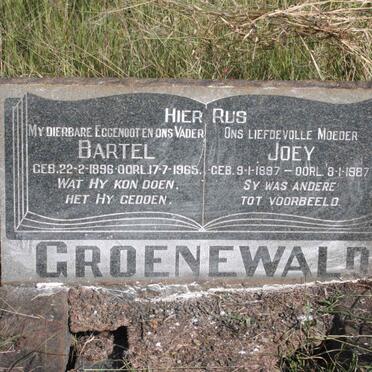 HIER RUS
MY DIERBARE EGGENOOT EN ONS VADER
BARTEL
GEB. 22-2-1896-OORL. 17-7-1965.
WAT HY KON DOEN,
HET HY GEDOEN.
ONS LIEFDEVOLLE MOEDER
JOEY
GEB. 9-1-1897 - OORL. 8-1-1987
SY WAS ANDERE
TOT VOORBEELD.
GROENEWALD